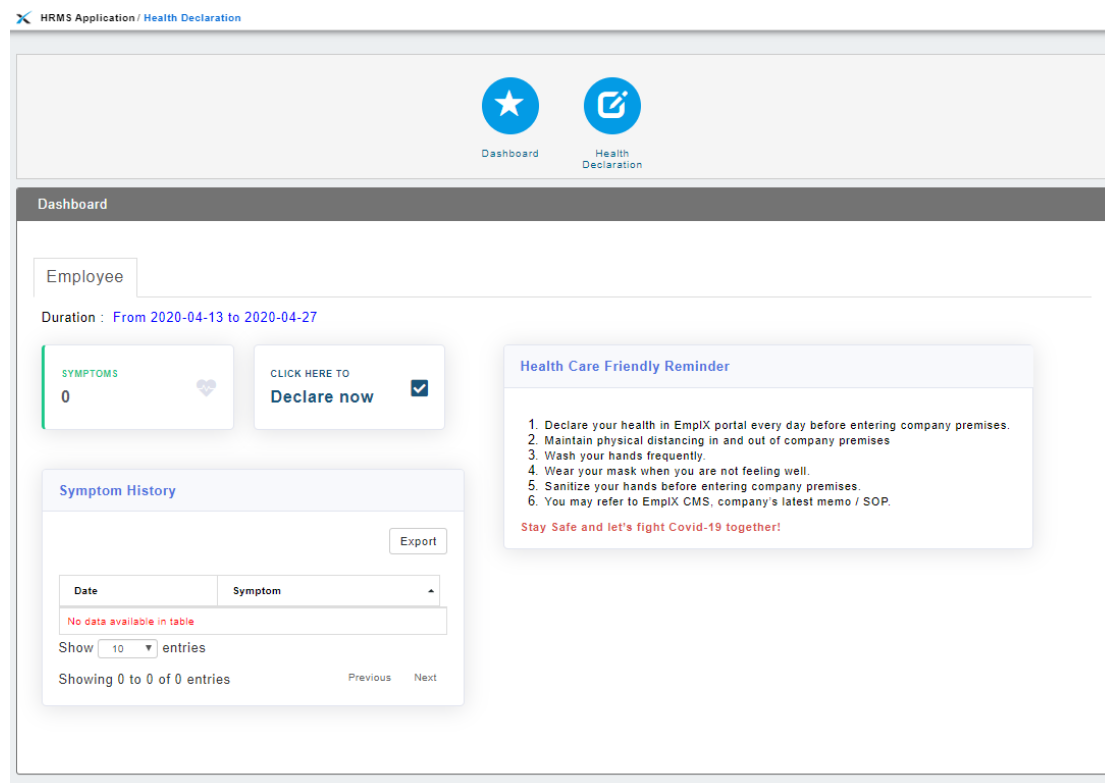 HRMS Application / Health Declaration
Dashboard
Health
Declaration
Dashboard
Employee
Duration : From 2020-04-13 to 2020-04-27
SYMPTOMS
0
CLICK HERE TO
Declare now
Symptom History
Export
Date Symptom
No data available in table
Show 10 entries
Showing 0 to 0 of 0 entries Previous Next
Health Care Friendly Reminder
1. Declare your health in EmplX portal every day before entering company premises.
2. Maintain physical distancing in and out of company premises
3. Wash your hands frequently.
4. Wear your mask when you are not feeling well.
5. Sanitize your hands before entering company premises.
6. You may refer to EmplX CMS, company's latest memo / SOP.
Stay Safe and let's fight Covid-19 together!